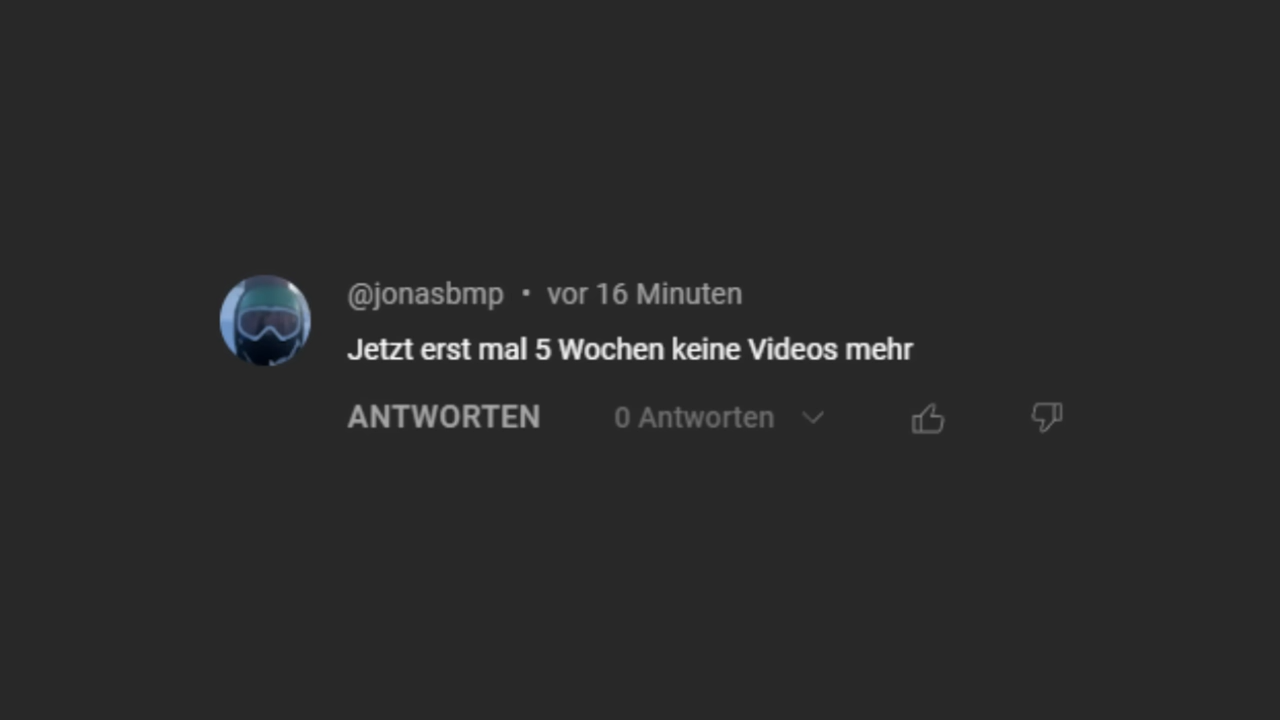 @jonasbmp • vor 16 Minuten
Jetzt erst mal 5 Wochen keine Videos mehr
ANTWORTEN 0 Antworten